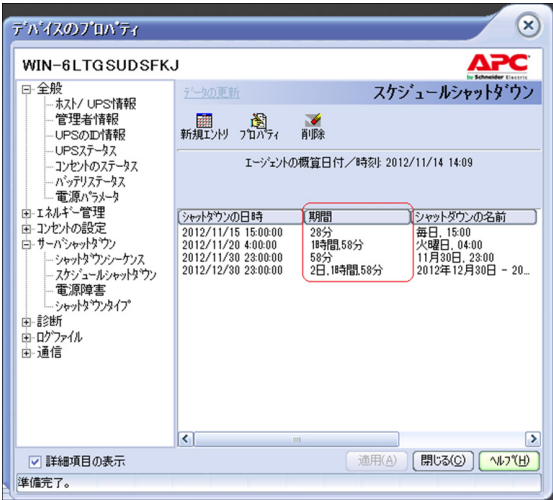 デバイスのプロパティ
WIN-6LTGSUDSFKJ
APC
by Schneider Electric
全般
ホスト/ UPS情報
管理者情報
UPSのID情報
UPSステータス
コンセントのステータス
バッテリステータス
電源パラメータ
エネルギー管理
コンセントの設定
サーバシャットダウン
シャットダウンシーケンス
スケジュールシャットダウン
電源障害
シャットダウンタイプ
診断
ログファイル
通信
データの更新
スケジュールシャットダウン
新規エントリ プロパティ 削除
エージェントの概算日付/時刻: 2012/11/14 14:09
シャットダウンの日時 期間 シャットダウンの名前
2012/11/15 15:00:00 28分 毎日, 15:00
2012/11/20 4:00:00 1時間,58分 火曜日, 04:00
2012/11/30 23:00:00 58分 11月30日, 23:00
2012/12/30 23:00:00 2日,1時間,58分 2012年12月30日 - 20...
詳細項目の表示
適用(A) 閉じる(C) ヘルプ(H)
準備完了。